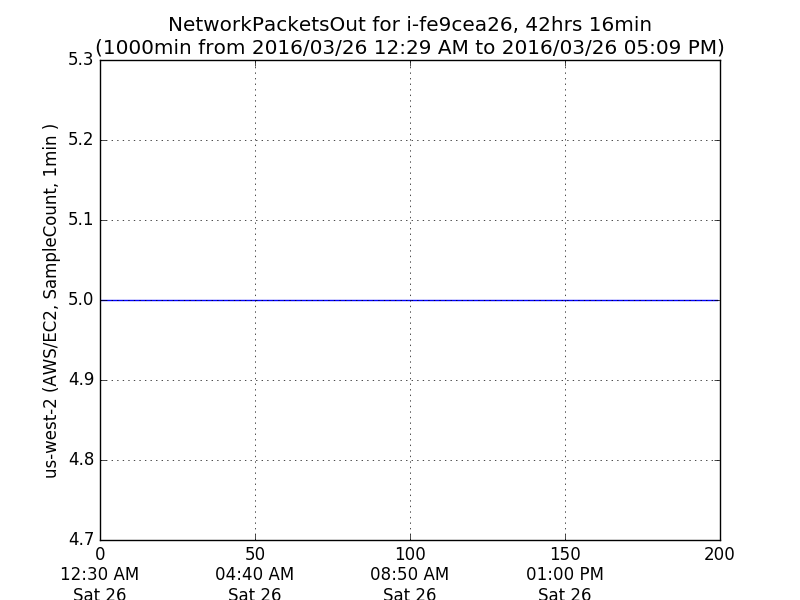 NetworkPacketsOut for i-fe9cea26, 42hrs 16min
(1000min from 2016/03/26 12:29 AM to 2016/03/26 05:09 PM)
us-west-2 (AWS/EC2, SampleCount, 1min )
5.3
5.2
5.1
5.0
4.9
4.8
4.7
0 50 100 150 200
12:30 AM 04:40 AM 08:50 AM 01:00 PM
Sat 26 Sat 26 Sat 26 Sat 26